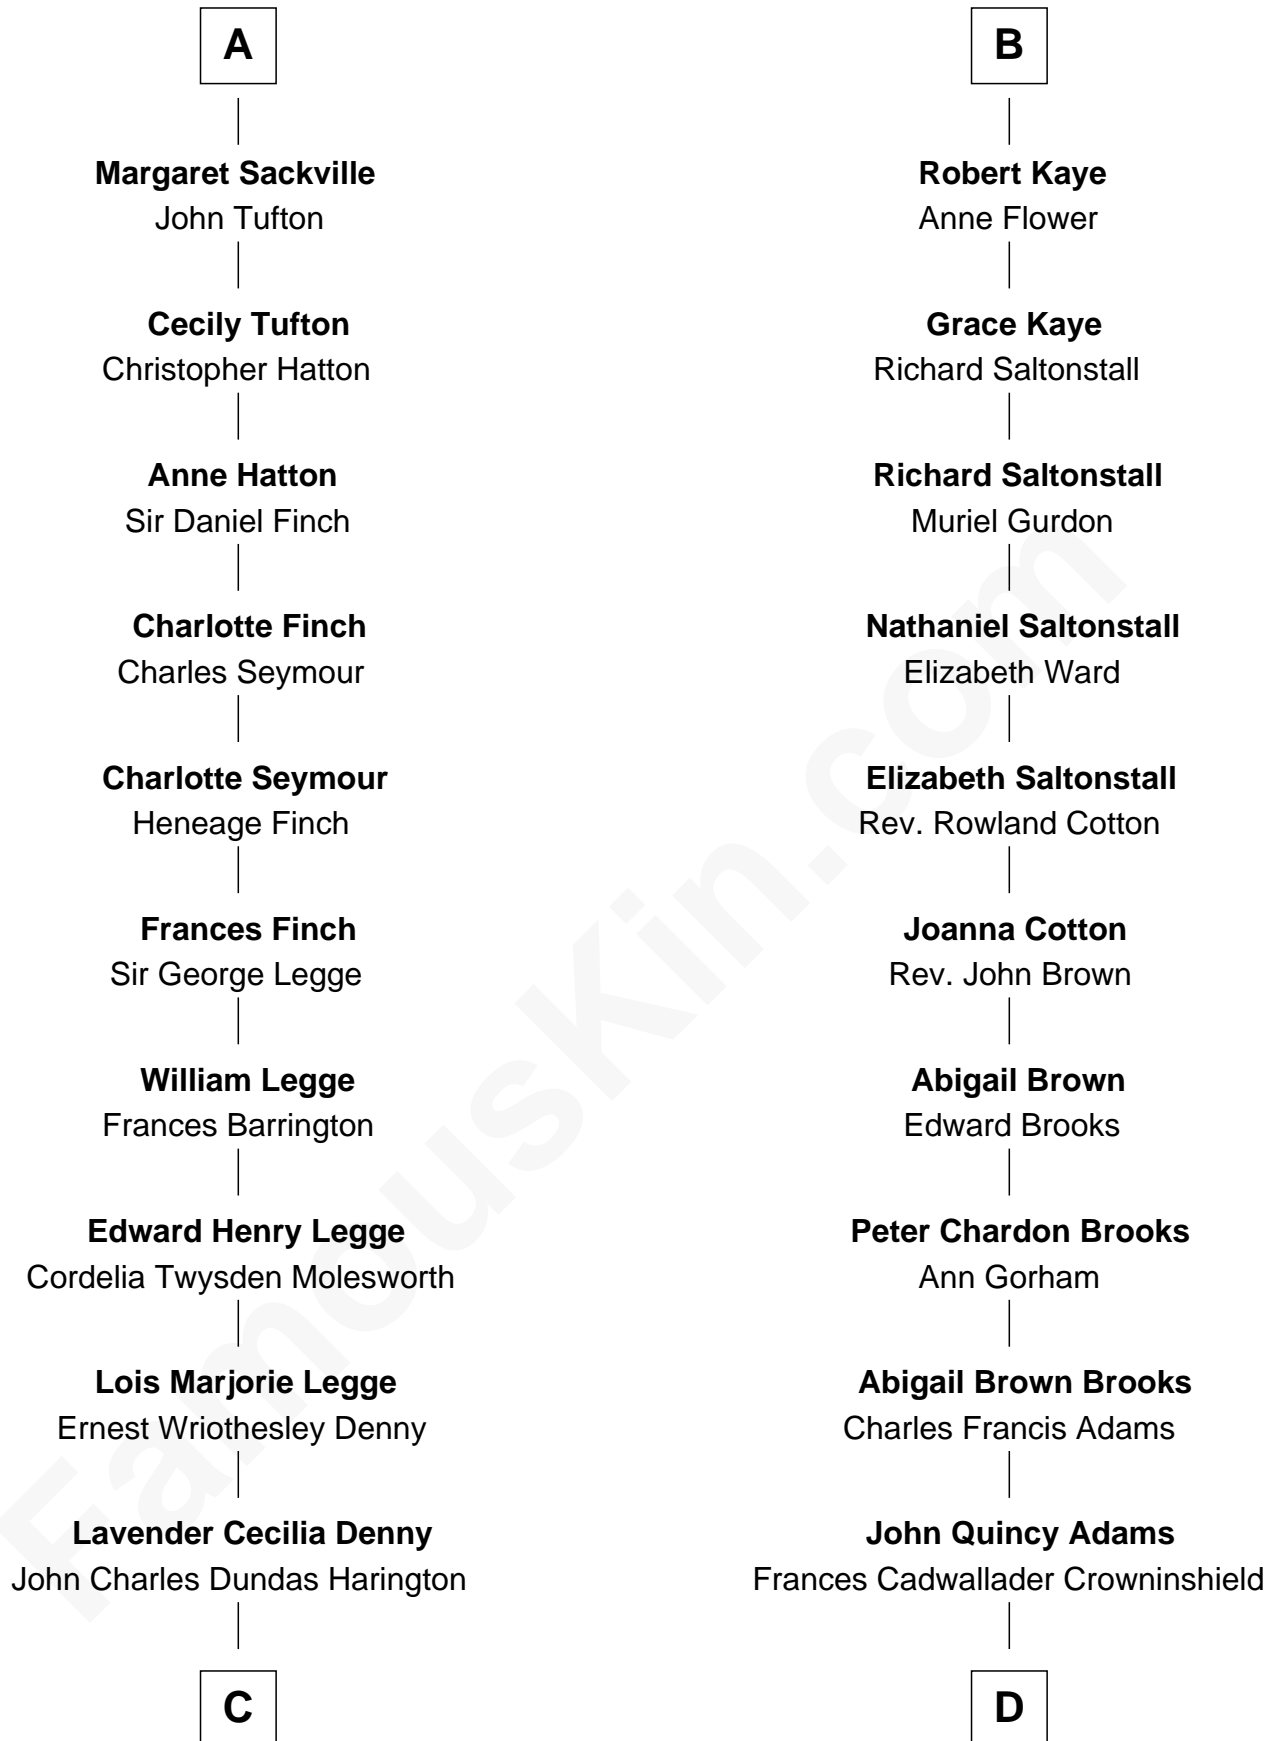 A
Margaret Sackville
John Tufton
Cecily Tufton
Christopher Hatton
Anne Hatton
Sir Daniel Finch
Charlotte Finch
Charles Seymour
Charlotte Seymour
Heneage Finch
Frances Finch
Sir George Legge
William Legge
Frances Barrington
Edward Henry Legge
Cordelia Twysden Molesworth
Lois Marjorie Legge
Ernest Wriothesley Denny
Lavender Cecilia Denny
John Charles Dundas Harington
C
B
Robert Kaye
Anne Flower
Grace Kaye
Richard Saltonstall
Richard Saltonstall
Muriel Gurdon
Nathaniel Saltonstall
Elizabeth Ward
Elizabeth Saltonstall
Rev. Rowland Cotton
Joanna Cotton
Rev. John Brown
Abigail Brown
Edward Brooks
Peter Chardon Brooks
Ann Gorham
Abigail Brown Brooks
Charles Francis Adams
John Quincy Adams
Frances Cadwallader Crowninshield
D
FamousKin.com